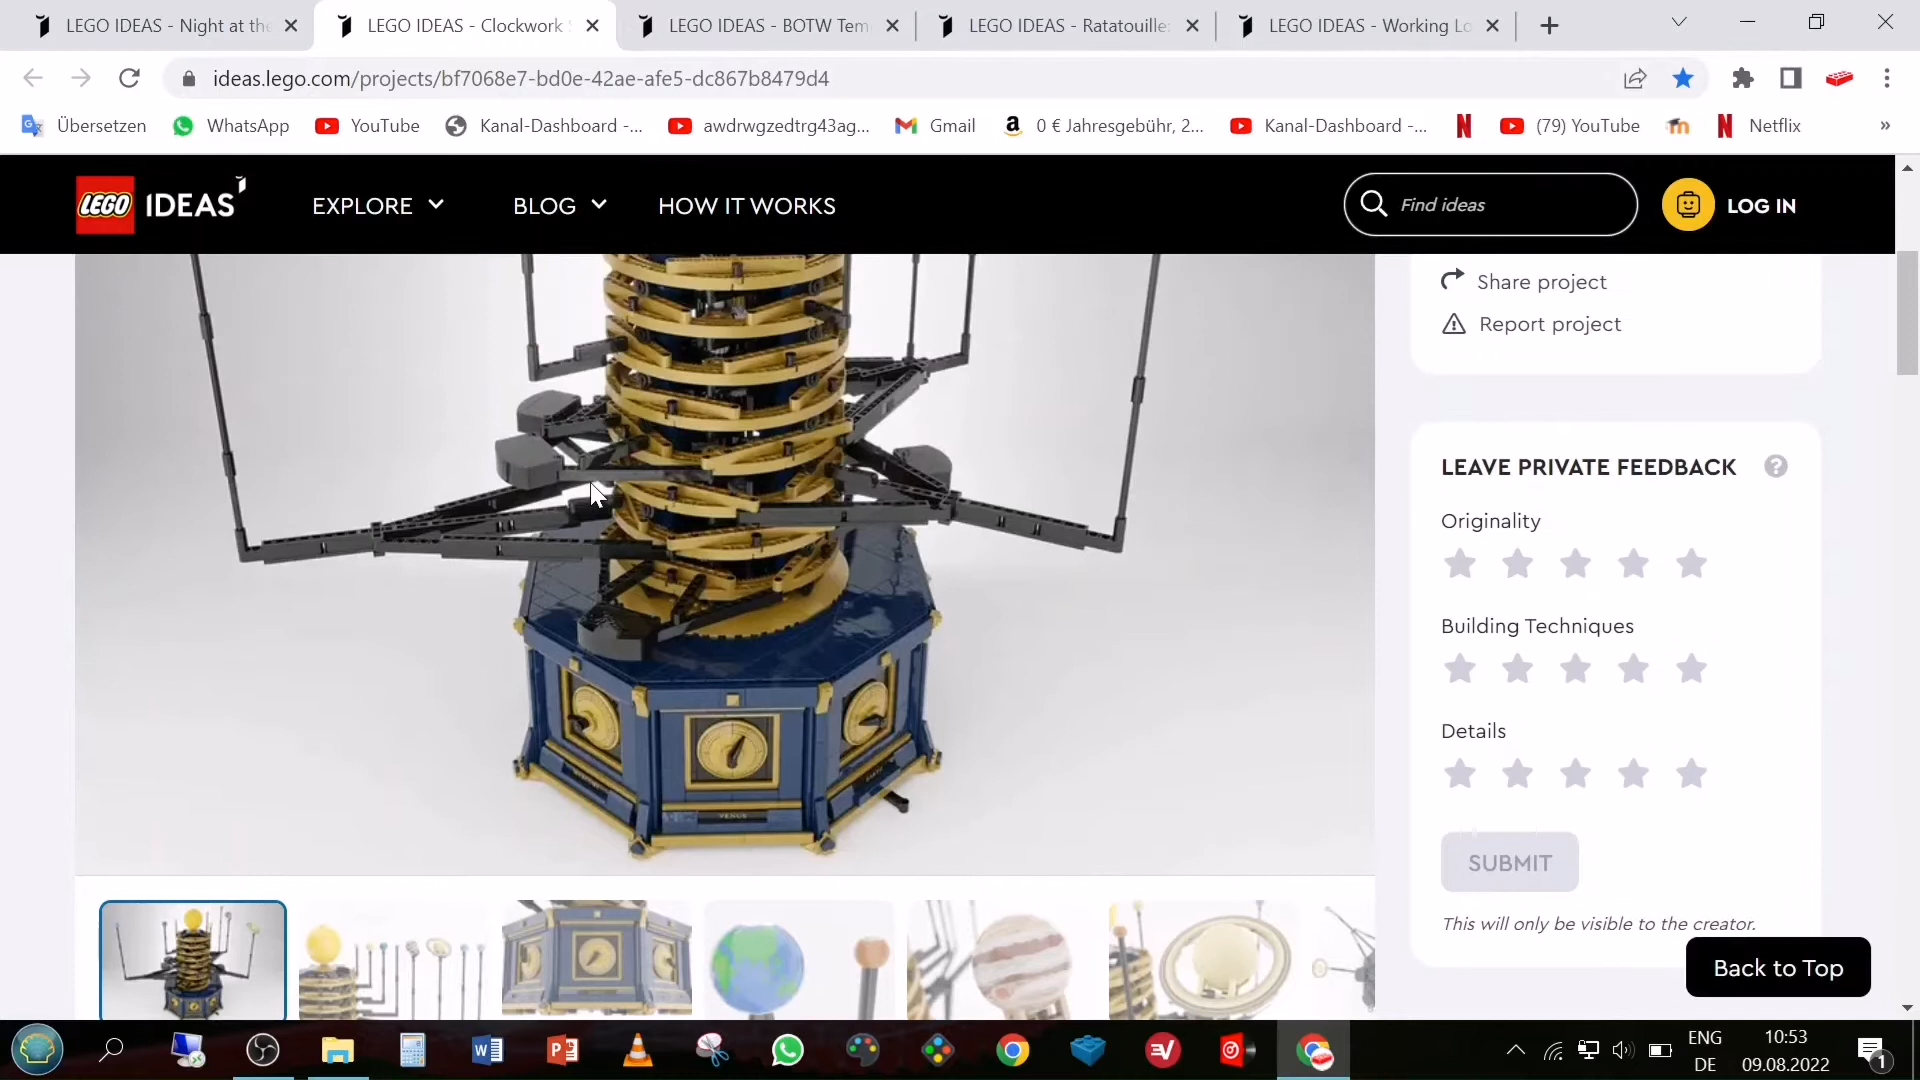 LEGO IDEAS - Night at the
LEGO IDEAS - Clockwork S
LEGO IDEAS - BOTW Tem
LEGO IDEAS - Ratatouille:
LEGO IDEAS - Working Lo
ideas.lego.com/projects/bf7068e7-bd0e-42ae-afe5-dc867b8479d4
Übersetzen
WhatsApp
YouTube
Kanal-Dashboard -...
awdrwgzedtrg43ag...
Gmail
0 € Jahresgebühr, 2...
Kanal-Dashboard -...
(79) YouTube
Netflix
LEGO IDEAS
EXPLORE
BLOG
HOW IT WORKS
Find ideas
LOG IN
Share project
Report project
LEAVE PRIVATE FEEDBACK
Originality
Building Techniques
Details
VENUS
SUBMIT
This will only be visible to the creator.
Back to Top
ENG
DE
10:53
09.08.2022
1